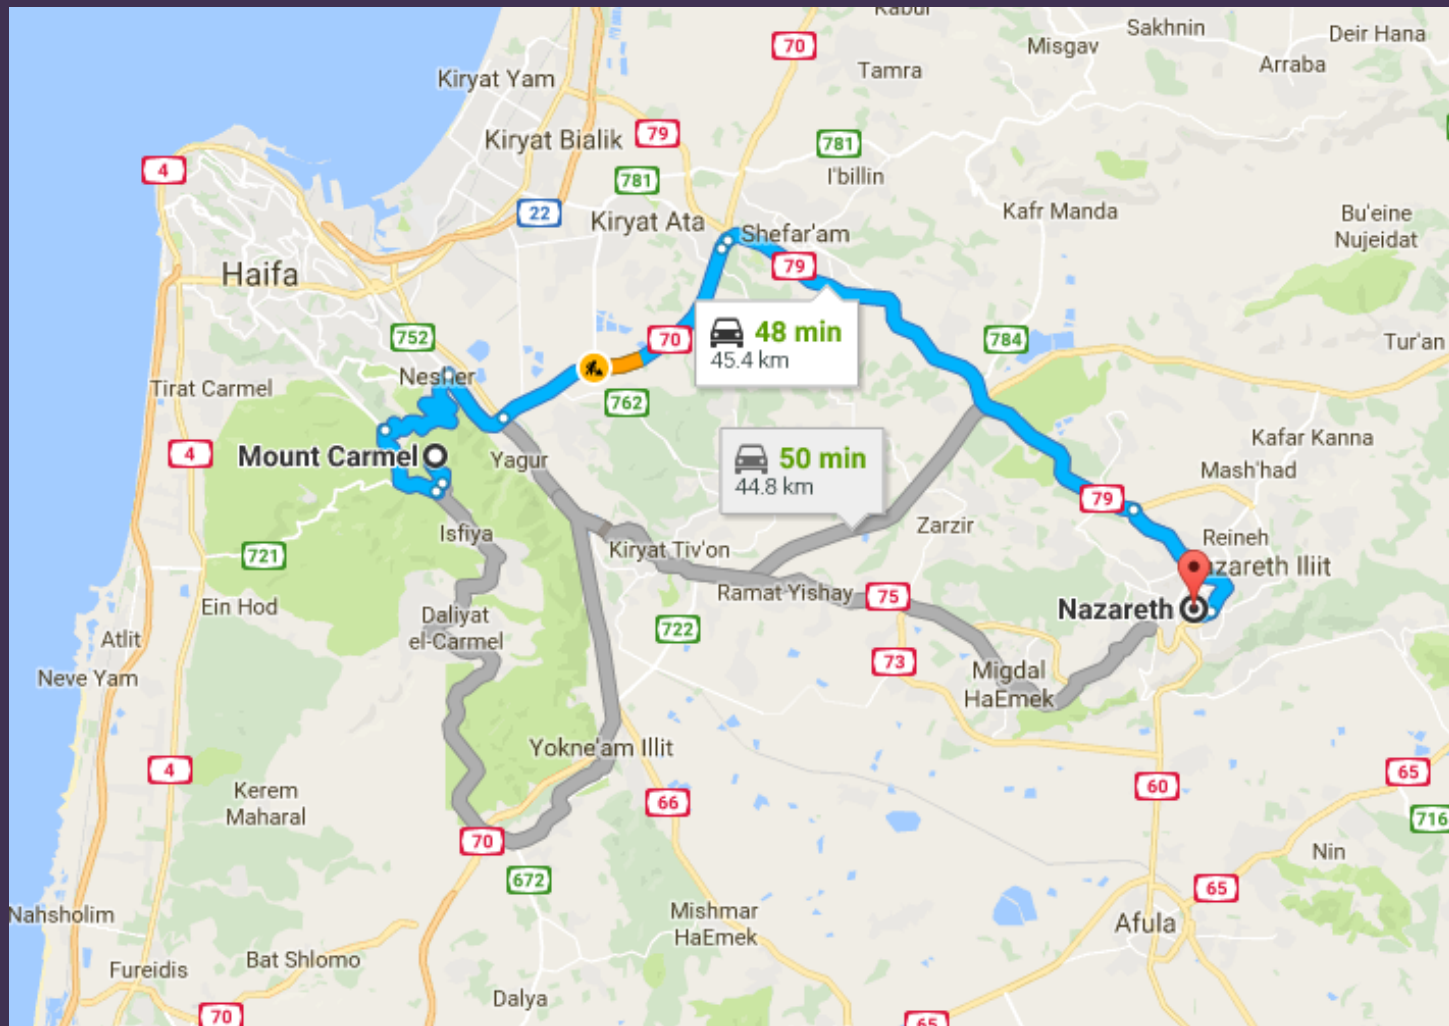 Kabul
Sakhnin
Deir Hana
70
Misgav
Arraba
Tamra
Kiryat Yam
79
Kiryat Bialik
781
4
I'billin
781
22
Kiryat Ata
Kafr Manda
Bu'eine
Nujeidat
Shefar'am
79
Haifa
48 min
45.4 km
752
70
784
Tur'an
Nesher
Tirat Carmel
762
4
Mount Carmel
Yagur
50 min
44.8 km
Kafar Kanna
Mash'had
79
Isfiya
Zarzir
Reineh
721
Kiryat Tiv'on
azareth Iliit
Ramat Yishay
75
Ein Hod
Nazareth
Daliyat
el-Carmel
722
Atlit
73
Neve Yam
Migdal
HaEmek
Yokne'am Illit
4
65
60
Kerem
Maharal
66
716
70
Nin
672
65
Nahsholim
Mishmar
HaEmek
Afula
Bat Shlomo
Fureidis
Dalya
70
65